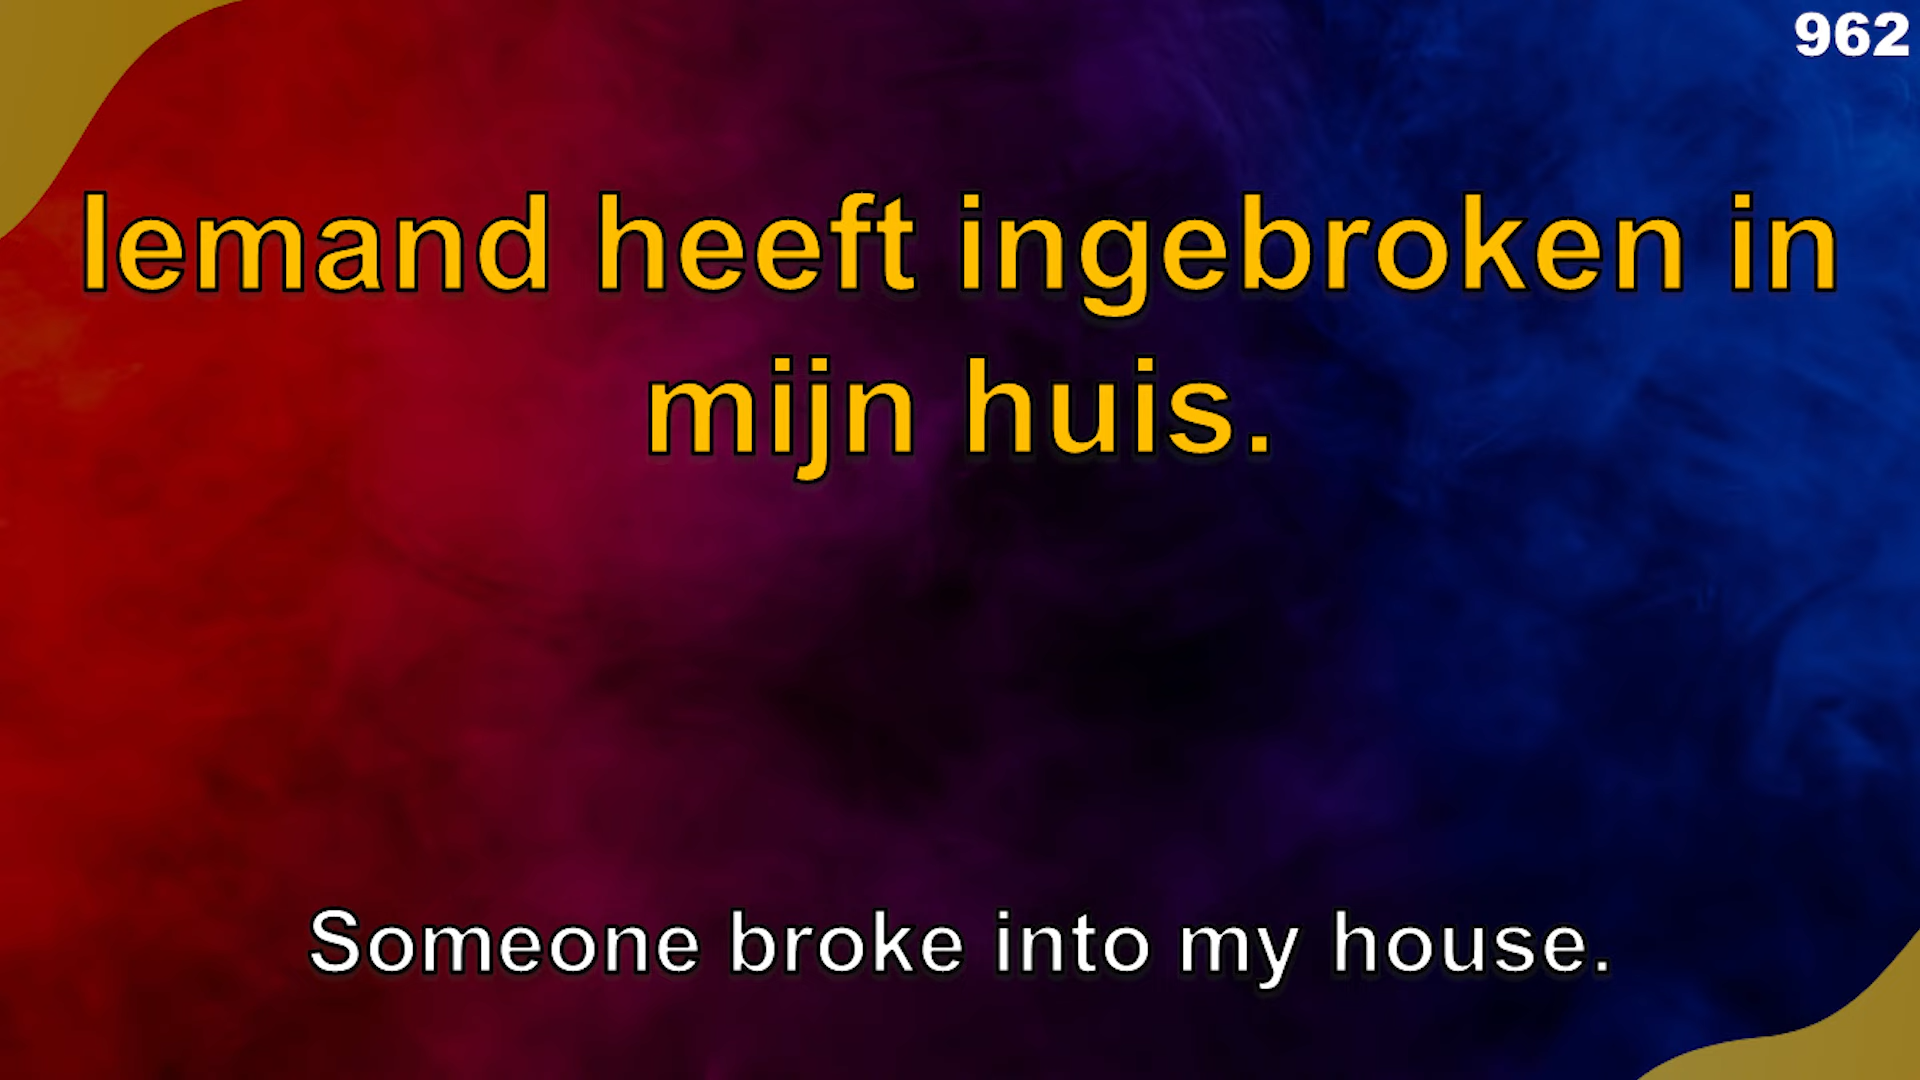 962
Iemand heeft ingebroken in
mijn huis.
Someone broke into my house.